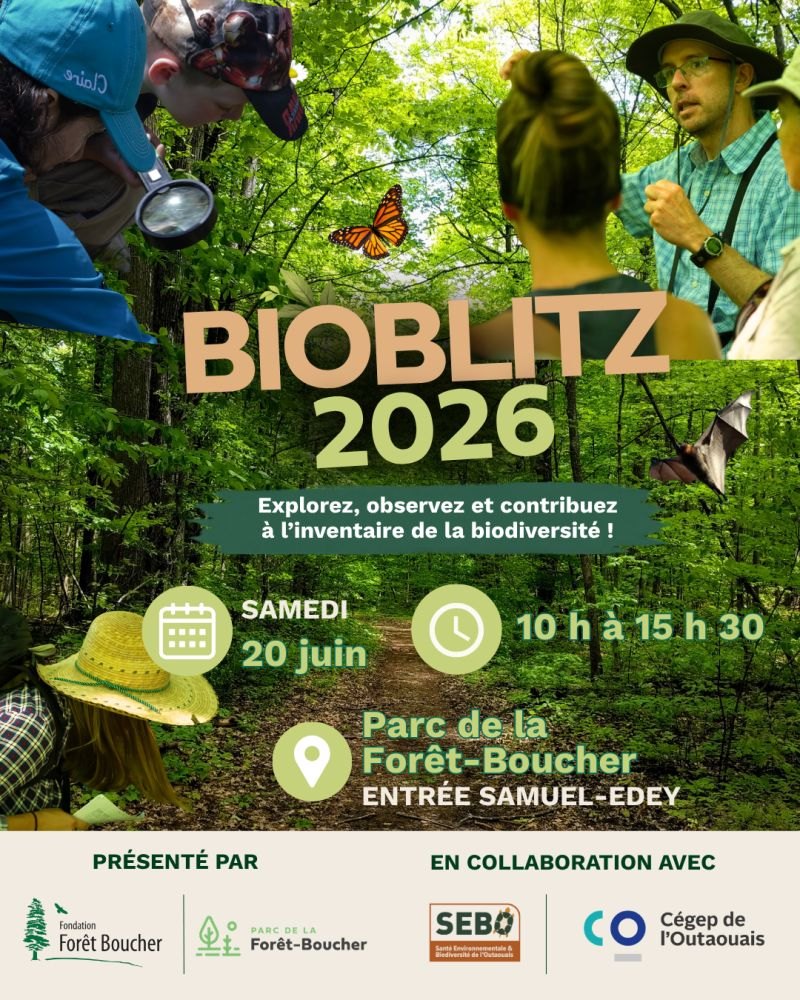 Claire
BIOBLITZ
2026
Explorez, observez et contribuez
à l'inventaire de la biodiversité !
SAMEDI
20 juin
10 h à 15 h 30
Parc de la
Forêt-Boucher
ENTRÉE SAMUEL-EDEY
PRÉSENTÉ PAR
EN COLLABORATION AVEC
Fondation
Forêt Boucher
PARC DE LA
Forêt-Boucher
SEBO
Santé Environnementale &
Biodiversité de l'Outaouais
Cégep de
l'Outaouais